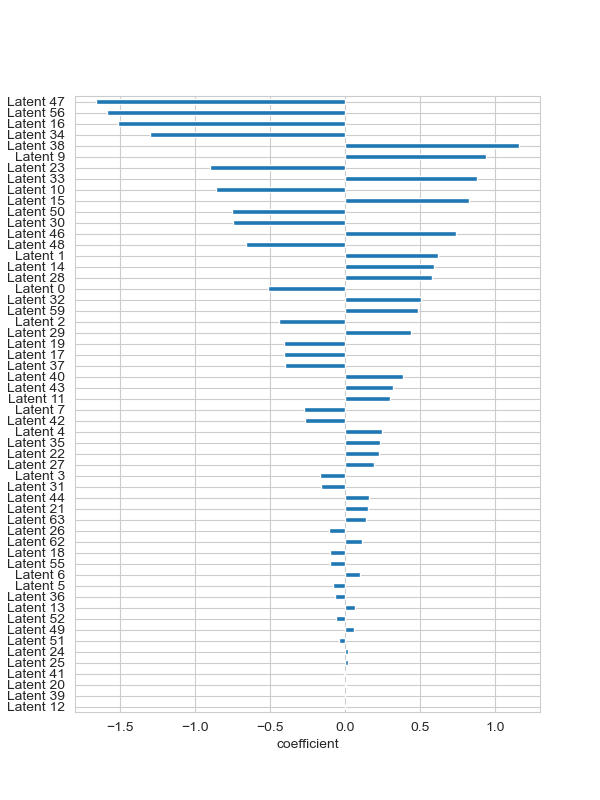 Latent 47
Latent 56
Latent 16
Latent 34
Latent 38
Latent 9
Latent 23
Latent 33
Latent 10
Latent 15
Latent 50
Latent 30
Latent 46
Latent 48
Latent 1
Latent 14
Latent 28
Latent 0
Latent 32
Latent 59
Latent 2
Latent 29
Latent 19
Latent 17
Latent 37
Latent 40
Latent 43
Latent 11
Latent 7
Latent 42
Latent 4
Latent 35
Latent 22
Latent 27
Latent 3
Latent 31
Latent 44
Latent 21
Latent 63
Latent 26
Latent 62
Latent 18
Latent 55
Latent 6
Latent 5
Latent 36
Latent 13
Latent 52
Latent 49
Latent 51
Latent 24
Latent 25
Latent 41
Latent 20
Latent 39
Latent 12
−1.5 −1.0 −0.5 0.0 0.5 1.0
coefficient